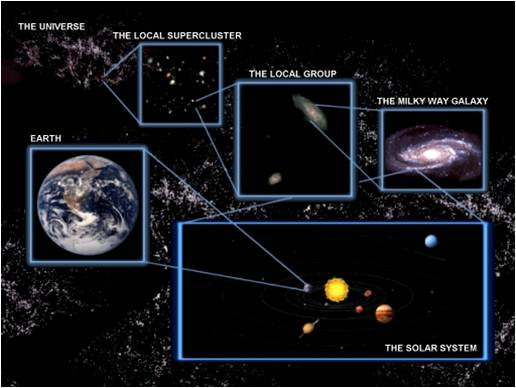 THE UNIVERSE
THE LOCAL SUPERCLUSTER
THE LOCAL GROUP
THE MILKY WAY GALAXY
EARTH
THE SOLAR SYSTEM